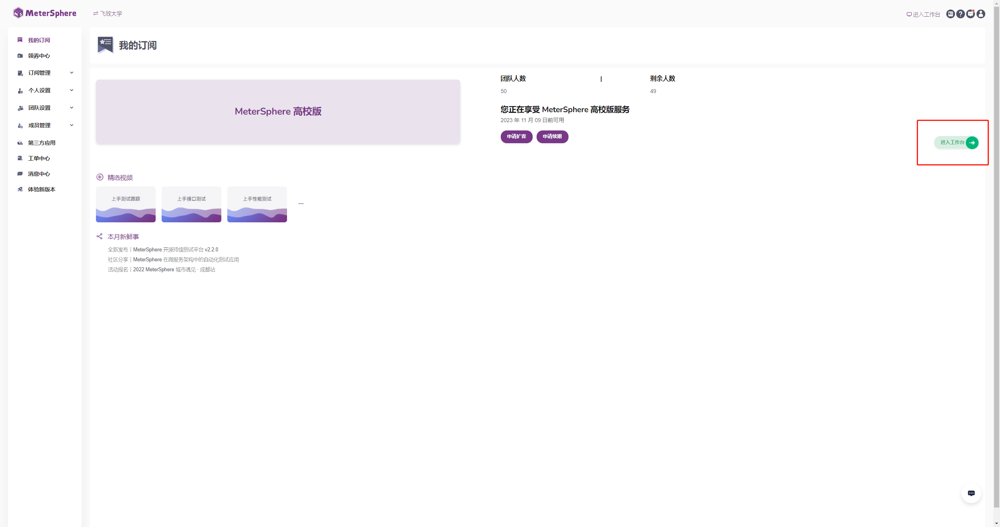 MeterSphere
飞致大学
进入工作台
我的订阅
领券中心
订阅管理
个人设置
团队设置
成员管理
第三方应用
工单中心
消息中心
体验新版本
我的订阅
MeterSphere 高校版
团队人数 | 剩余人数
50 49
您正在享受 MeterSphere 高校版服务
2023 年 11 月 09 日前可用
申请扩容 申请续期
进入工作台
精选视频
上手测试跟踪 上手接口测试 上手性能测试 ...
本月新鲜事
全新发布｜MeterSphere 开源持续测试平台 v2.2.0
社区分享｜MeterSphere 在微服务架构中的自动化测试应用
活动报名｜2022 MeterSphere 城市遇见 · 成都站